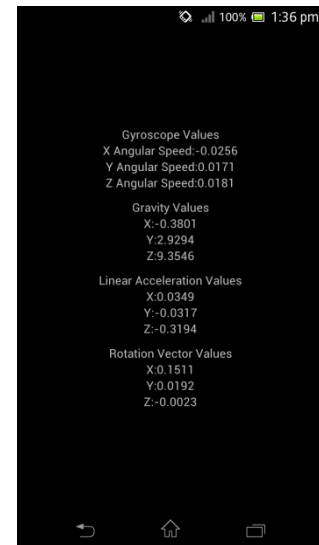 100% 1:36 pm
Gyroscope Values
X Angular Speed:-0.0256
Y Angular Speed:0.0171
Z Angular Speed:0.0181
Gravity Values
X:-0.3801
Y:2.9294
Z:9.3546
Linear Acceleration Values
X:0.0349
Y:-0.0317
Z:-0.3194
Rotation Vector Values
X:0.1511
Y:0.0192
Z:-0.0023